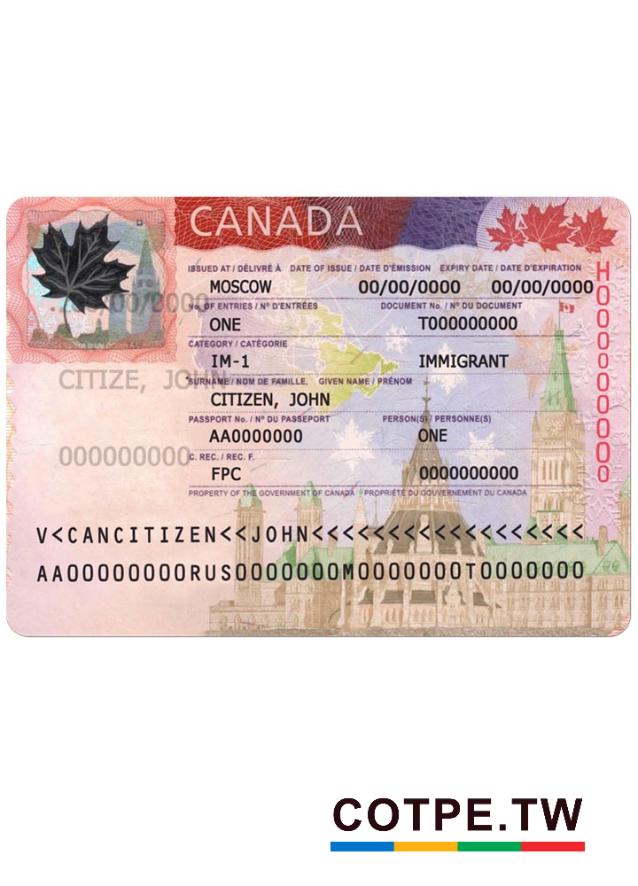 CANADA
ISSUED AT / DÉLIVRÉ À DATE OF ISSUE / DATE D'ÉMISSION EXPIRY DATE / DATE D'EXPIRATION
MOSCOW 00/00/0000 00/00/0000
00/00/0000
No. OF ENTRIES / Nº D'ENTRÉES DOCUMENT No. / Nº DU DOCUMENT
ONE T000000000
CATEGORY / CATÉGORIE
IM-1 IMMIGRANT
CITIZE, JOHN
SURNAME / NOM DE FAMILLE. GIVEN NAME / PRÉNOM
CITIZEN, JOHN
PASSPORT No. / Nº DU PASSEPORT PERSON(S) / PERSONNE(S)
AA0000000 ONE
000000000
C. REC. / REC. F.
FPC 0000000000
PROPERTY OF THE GOVERNMENT OF CANADA / PROPRIÉTÉ DU GOUVERNEMENT DU CANADA
H000000000
V<CANCITIZEN<<JOHN<<<<<<<<<<<<<<<<<<
AA00000000RUS0000000M0000000T0000000
COTPE.TW